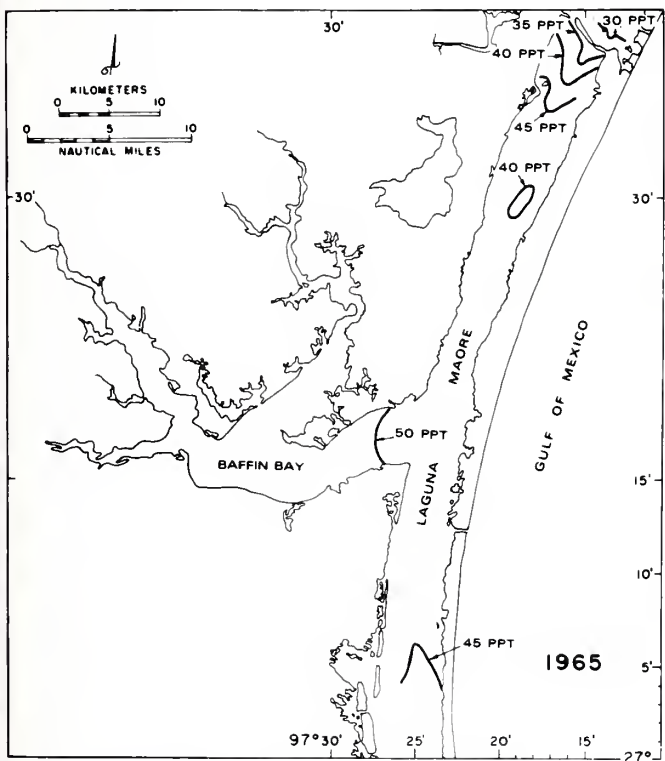 30'
35 PPT
30 PPT
40 PPT
KILOMETERS
0 5 10
0 5 10
NAUTICAL MILES
45 PPT
40 PPT
30'
30'
MADRE
GULF OF MEXICO
50 PPT
BAFFIN BAY
LAGUNA
15'
10'
45 PPT
1965
5'
97° 30'
25'
20'
15'
27°